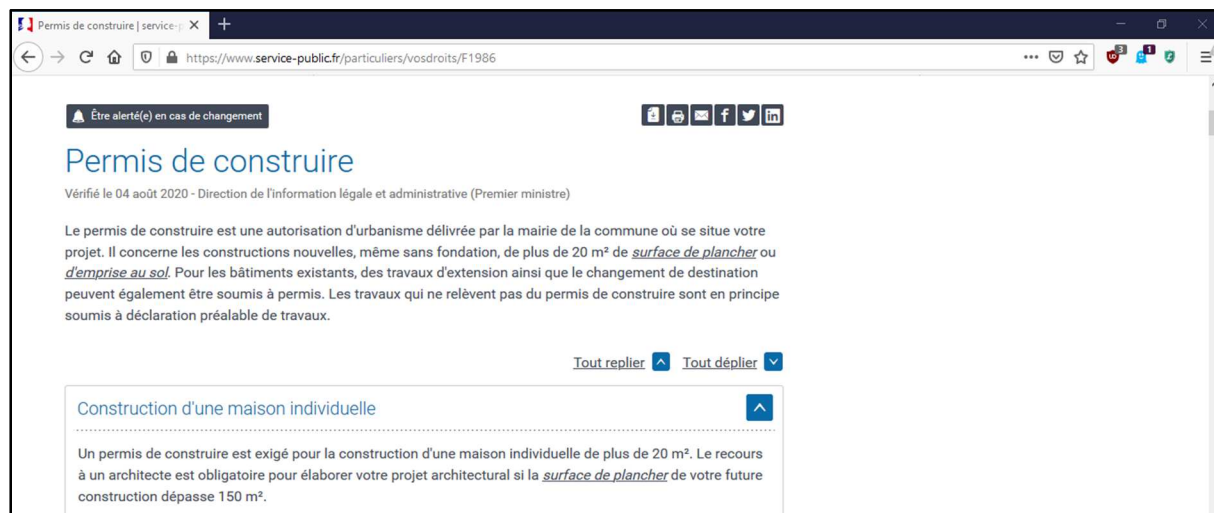 Permis de construire | service-p
https://www.service-public.fr/particuliers/vosdroits/F1986
3
1
Être alerté(e) en cas de changement
Permis de construire
Vérifié le 04 août 2020 - Direction de l'information légale et administrative (Premier ministre)
Le permis de construire est une autorisation d'urbanisme délivrée par la mairie de la commune où se situe votre
projet. Il concerne les constructions nouvelles, même sans fondation, de plus de 20 m² de surface de plancher ou
d'emprise au sol. Pour les bâtiments existants, des travaux d'extension ainsi que le changement de destination
peuvent également être soumis à permis. Les travaux qui ne relèvent pas du permis de construire sont en principe
soumis à déclaration préalable de travaux.
Tout replier Tout déplier
Construction d'une maison individuelle
Un permis de construire est exigé pour la construction d'une maison individuelle de plus de 20 m². Le recours
à un architecte est obligatoire pour élaborer votre projet architectural si la surface de plancher de votre future
construction dépasse 150 m².